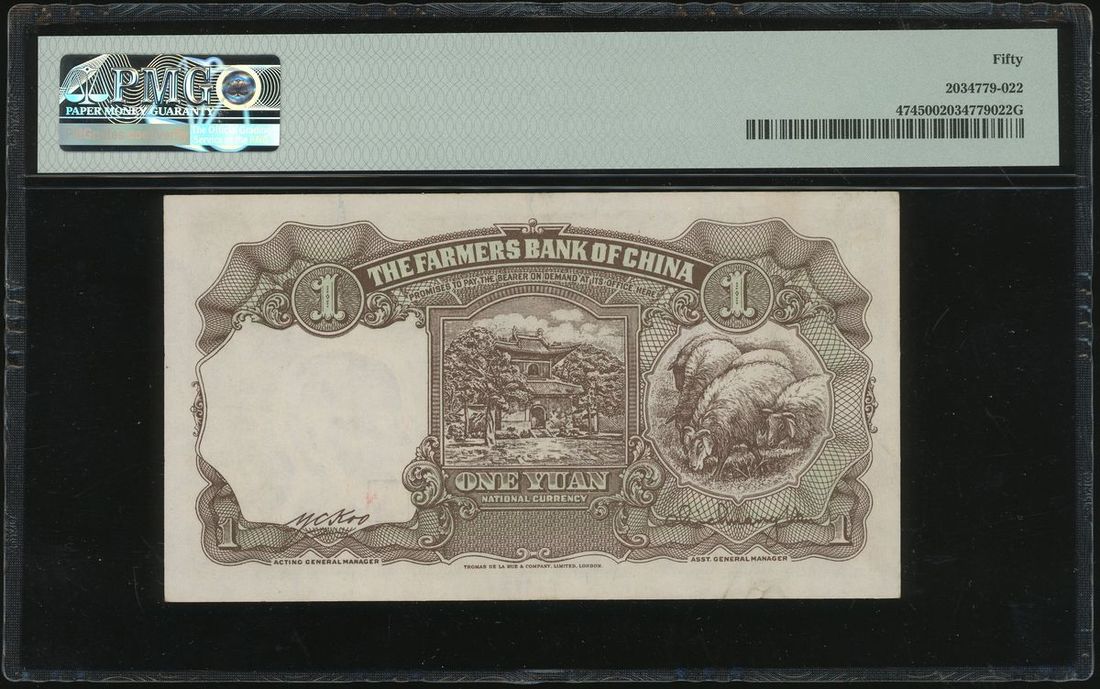 PMG
PAPER MONEY GUARANTY
Fifty
2034779-022
4745002034779022G
THE FARMERS BANK OF CHINA
PROMISES TO PAY THE BEARER ON DEMAND AT ITS OFFICE HERE
1
1
ONE YUAN
NATIONAL CURRENCY
Y C Koo
1
1
ACTING GENERAL MANAGER
ASST. GENERAL MANAGER
THOMAS DE LA RUE & COMPANY, LIMITED, LONDON.